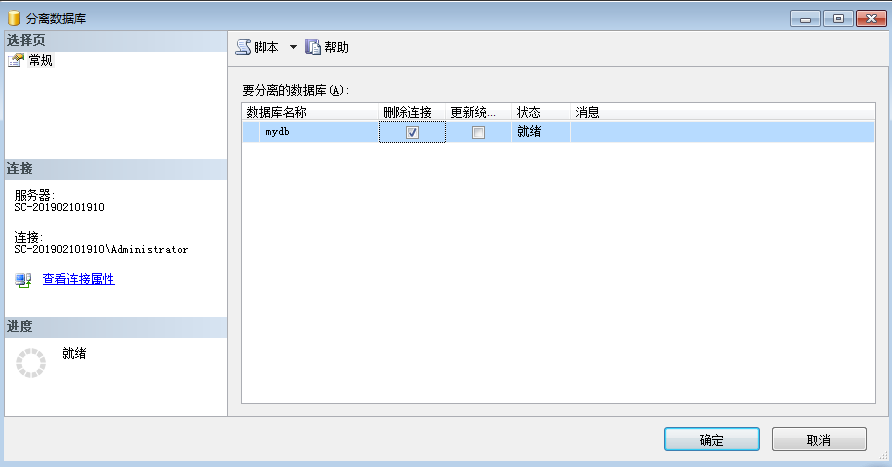 分离数据库
选择页
常规
脚本
帮助
要分离的数据库(A):
数据库名称 删除连接 更新统... 状态 消息
mydb 就绪
连接
服务器:
SC-201902101910
连接:
SC-201902101910\Administrator
查看连接属性
进度
就绪
确定
取消